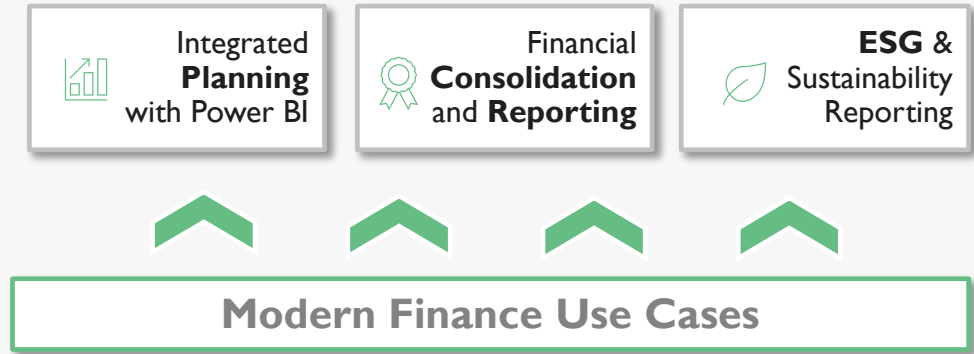 Integrated
Planning
with Power BI
Financial
Consolidation
and Reporting
ESG &
Sustainability
Reporting
Modern Finance Use Cases